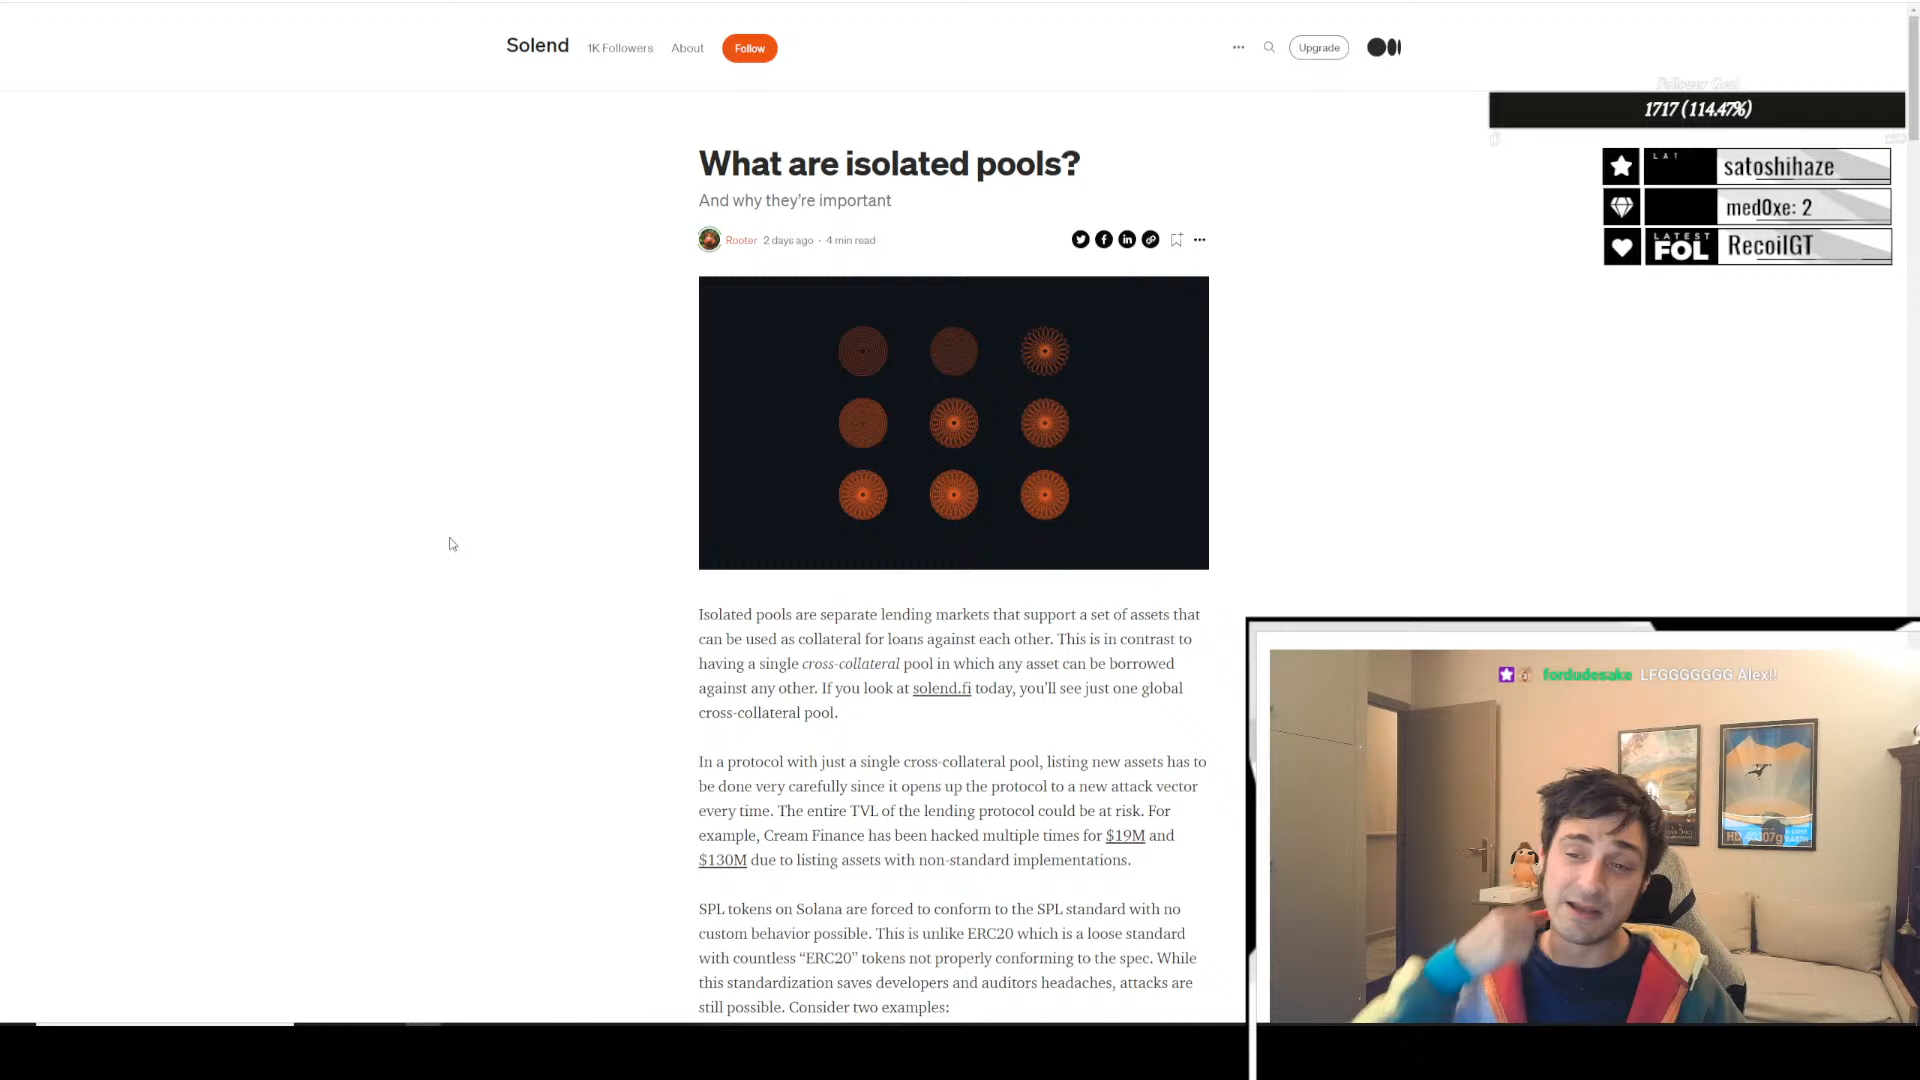 Solend
1K Followers
About
Follow
Upgrade
Follower Goal
1717 (114.47%)
0
What are isolated pools?
And why they're important
Rooter 2 days ago · 4 min read
LAT
satoshihaze
med0xe: 2
LATEST
FOL
RecoilGT
Isolated pools are separate lending markets that support a set of assets that
can be used as collateral for loans against each other. This is in contrast to
having a single cross-collateral pool in which any asset can be borrowed
against any other. If you look at solend.fi today, you'll see just one global
cross-collateral pool.
In a protocol with just a single cross-collateral pool, listing new assets has to
be done very carefully since it opens up the protocol to a new attack vector
every time. The entire TVL of the lending protocol could be at risk. For
example, Cream Finance has been hacked multiple times for $19M and
$130M due to listing assets with non-standard implementations.
SPL tokens on Solana are forced to conform to the SPL standard with no
custom behavior possible. This is unlike ERC20 which is a loose standard
with countless “ERC20” tokens not properly conforming to the spec. While
this standardization saves developers and auditors headaches, attacks are
still possible. Consider two examples:
fordudesake LFGGGGGGG Alex!!
HD 40307g